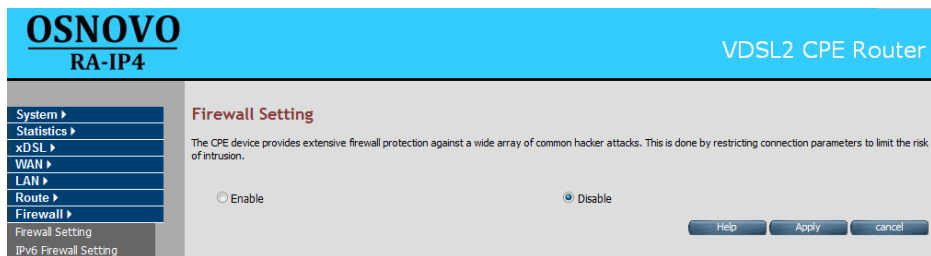 OSNOVO
RA-IP4
VDSL2 CPE Router
System
Statistics
xDSL
WAN
LAN
Route
Firewall
Firewall Setting
IPv6 Firewall Setting
Firewall Setting
The CPE device provides extensive firewall protection against a wide array of common hacker attacks. This is done by restricting connection parameters to limit the risk
of intrusion.
Enable Disable
Help Apply cancel